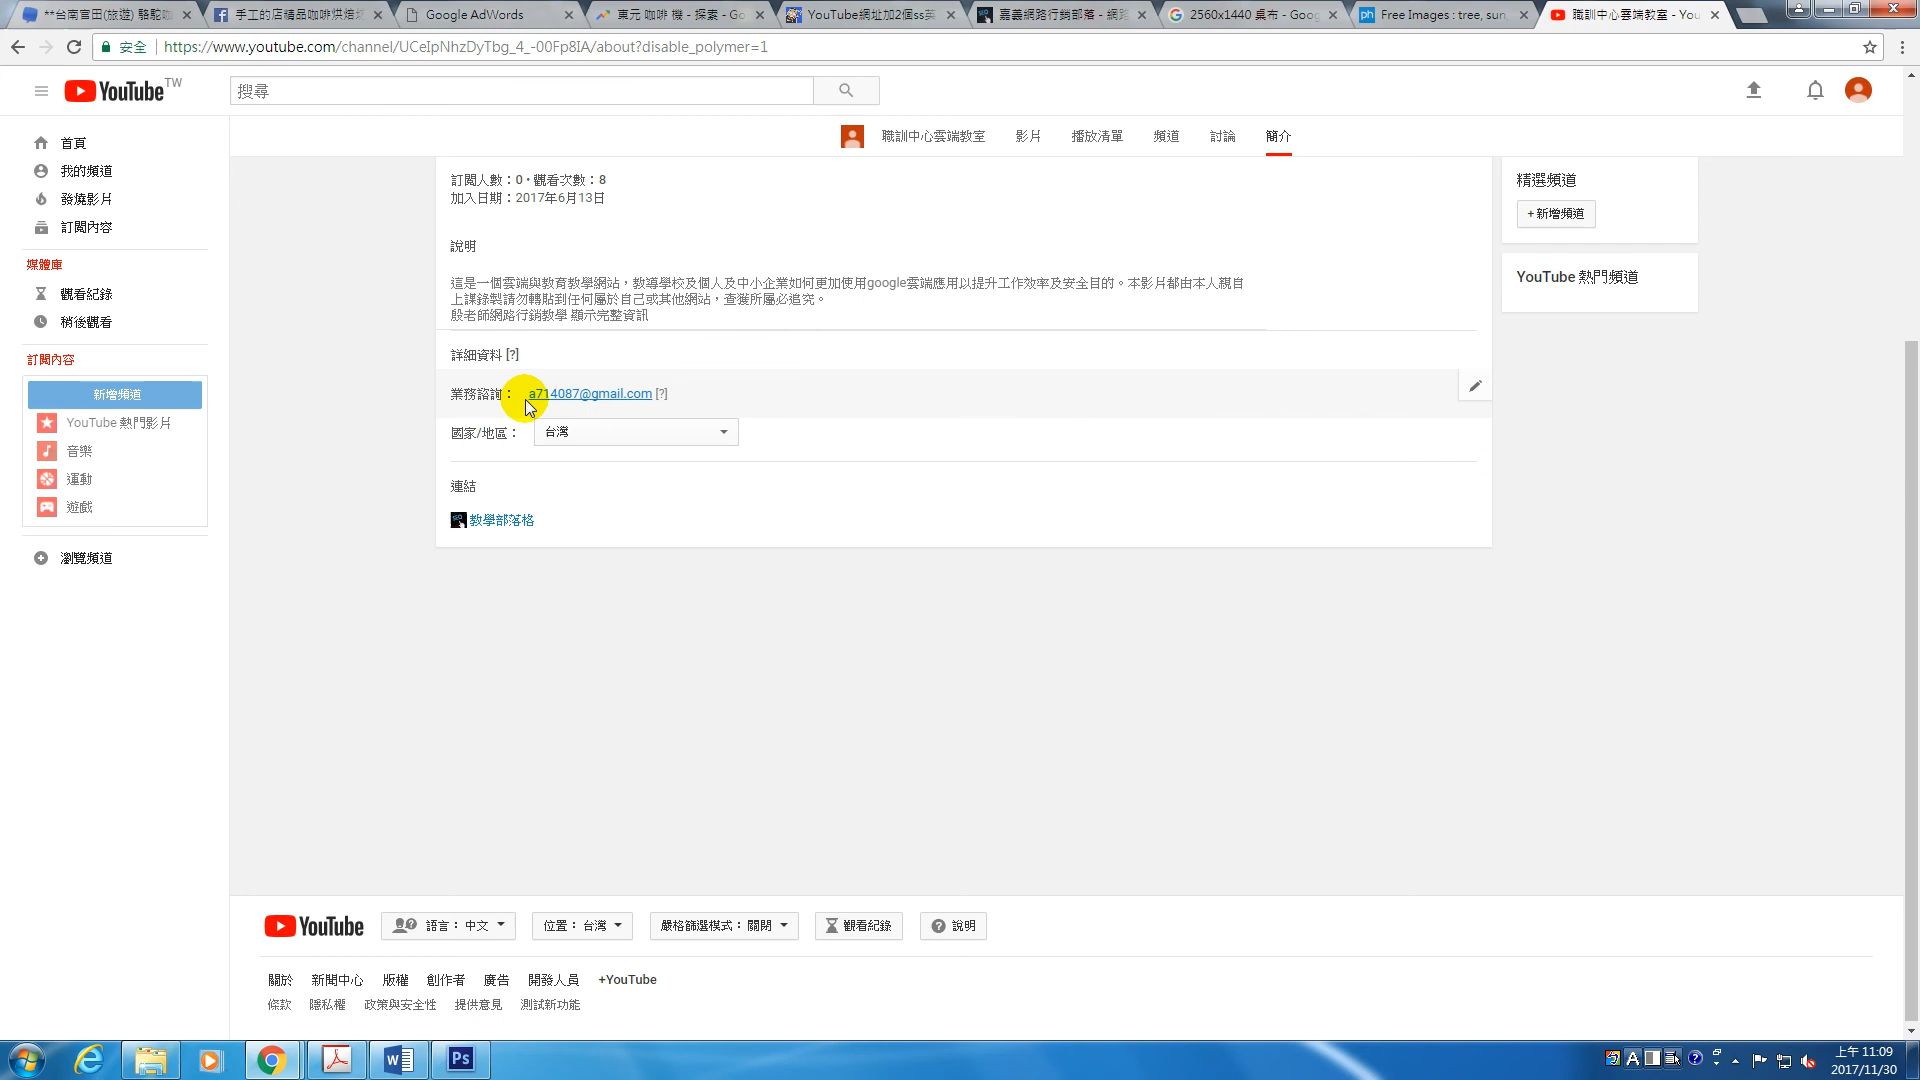 **台南官田(旅遊) 駱駝咖
手工的店精品咖啡烘焙坊
Google AdWords
東元 咖啡 機 - 探索 - Go
YouTube網址加2個ss英
嘉義網路行銷部落 - 網路
2560x1440 桌布 - Goog
Free Images : tree, sun,
職訓中心雲端教室 - You
安全
https://www.youtube.com/channel/UCeIpNhzDyTbg_4_-00Fp8IA/about?disable_polymer=1
YouTube TW
搜尋
首頁
我的頻道
發燒影片
訂閱內容
媒體庫
觀看紀錄
稍後觀看
訂閱內容
新增頻道
YouTube 熱門影片
音樂
運動
遊戲
瀏覽頻道
職訓中心雲端教室 影片 播放清單 頻道 討論 簡介
訂閱人數:0 • 觀看次數:8
加入日期:2017年6月13日
說明
這是一個雲端與教育教學網站,教導學校及個人及中小企業如何更加使用google雲端應用以提升工作效率及安全目的。本影片都由本人親自
上課錄製請勿轉貼到任何屬於自己或其他網站,查獲所屬必追究。
殷老師網路行銷教學 顯示完整資訊
詳細資料 [?]
業務諮詢: a714087@gmail.com [?]
國家/地區: 台灣
連結
教學部落格
精選頻道
+ 新增頻道
YouTube 熱門頻道
YouTube 語言: 中文 位置: 台灣 嚴格篩選模式: 關閉 觀看紀錄 說明
關於 新聞中心 版權 創作者 廣告 開發人員 +YouTube
條款 隱私權 政策與安全性 提供意見 測試新功能
Ps
A
上午 11:09
2017/11/30